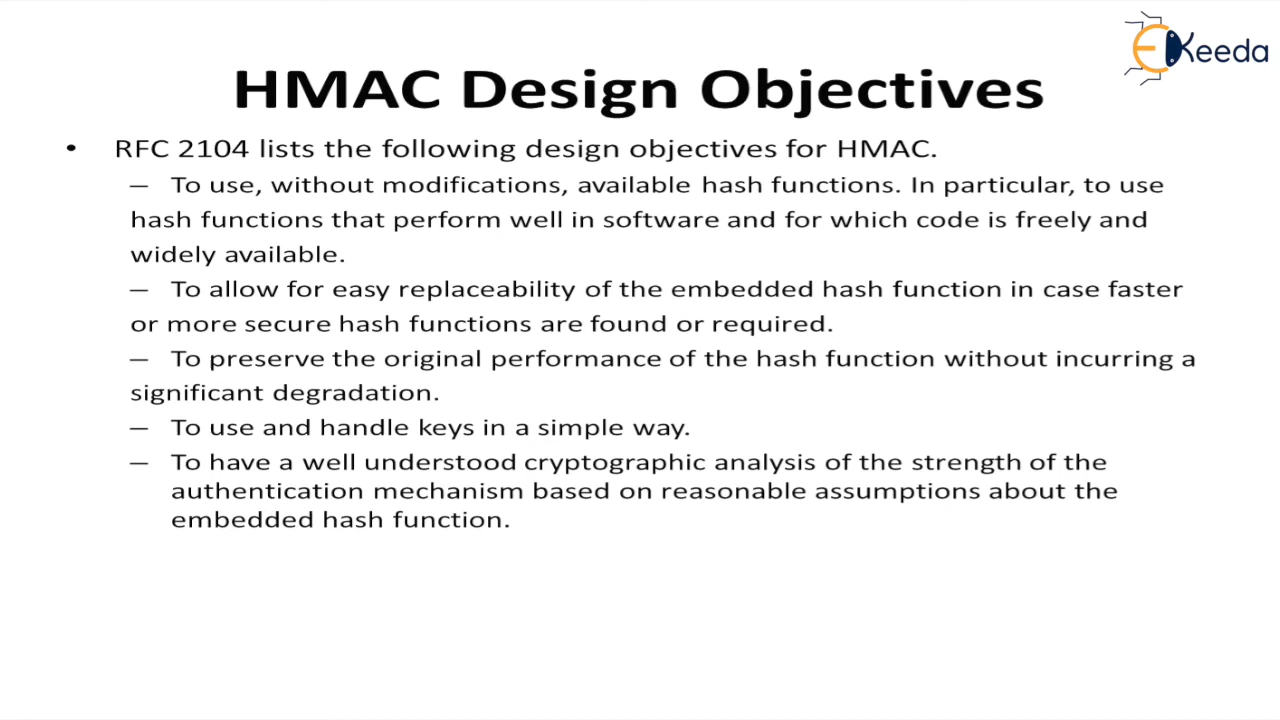 EKeeda
HMAC Design Objectives
• RFC 2104 lists the following design objectives for HMAC.
– To use, without modifications, available hash functions. In particular, to use
hash functions that perform well in software and for which code is freely and
widely available.
– To allow for easy replaceability of the embedded hash function in case faster
or more secure hash functions are found or required.
– To preserve the original performance of the hash function without incurring a
significant degradation.
– To use and handle keys in a simple way.
– To have a well understood cryptographic analysis of the strength of the
authentication mechanism based on reasonable assumptions about the
embedded hash function.